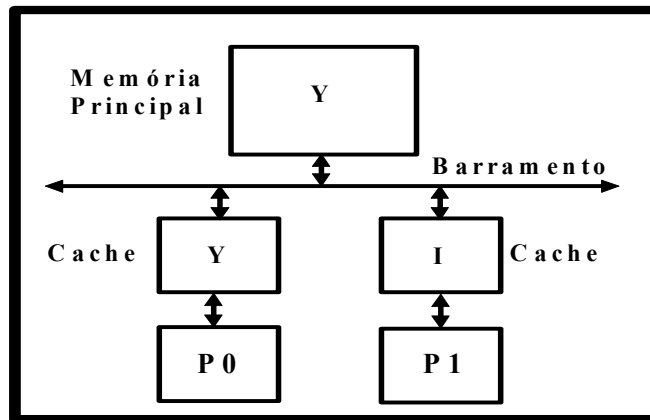 Memória
Principal
Y
Barramento
Cache
Y
I
Cache
P0
P1